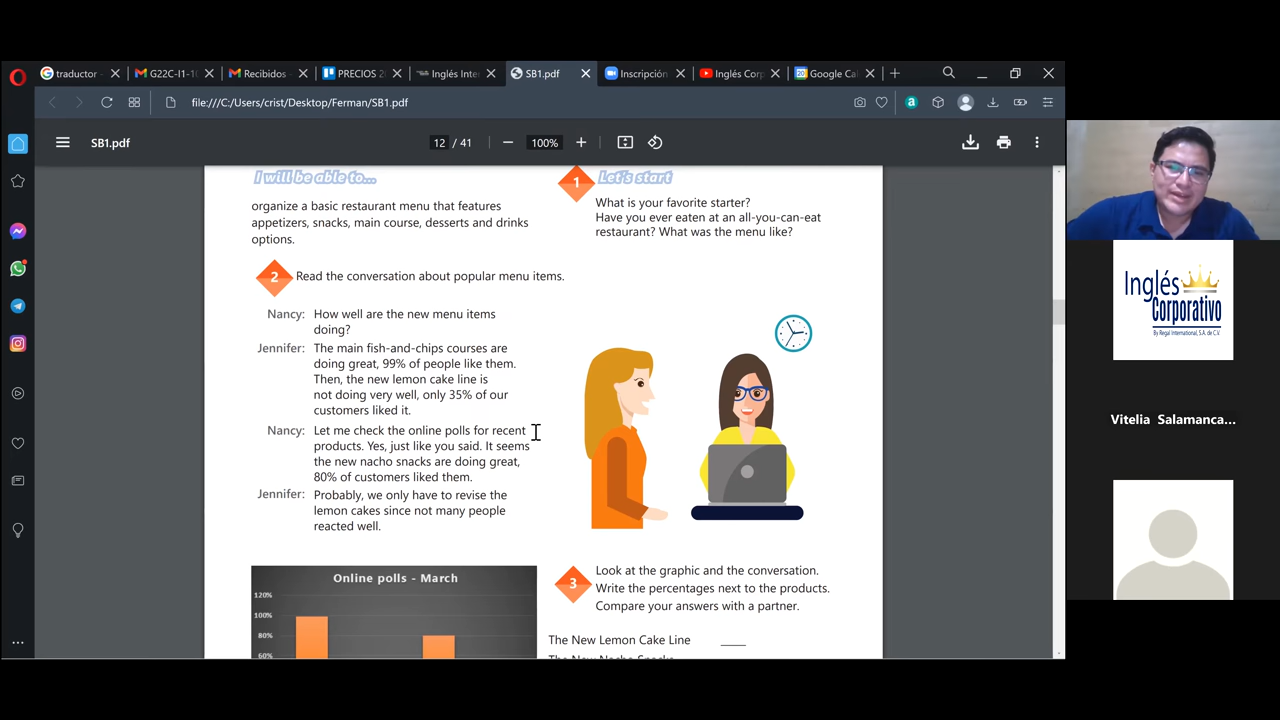 traductor -
G22C-I1-1
Recibidos -
PRECIOS 2
Inglés Inte
SB1.pdf
Inscripción
Inglés Corp
20
Google Ca
file:///C:/Users/crist/Desktop/Ferman/SB1.pdf
a
SB1.pdf
12 / 41
100%
I will be able to...
organize a basic restaurant menu that features
appetizers, snacks, main course, desserts and drinks
options.
1 Let's start
What is your favorite starter?
Have you ever eaten at an all-you-can-eat
restaurant? What was the menu like?
2 Read the conversation about popular menu items.
Nancy: How well are the new menu items
doing?
Jennifer: The main fish-and-chips courses are
doing great, 99% of people like them.
Then, the new lemon cake line is
not doing very well, only 35% of our
customers liked it.
Nancy: Let me check the online polls for recent
products. Yes, just like you said. It seems
the new nacho snacks are doing great,
80% of customers liked them.
Jennifer: Probably, we only have to revise the
lemon cakes since not many people
reacted well.
Online polls - March
120%
100%
80%
60%
3 Look at the graphic and the conversation.
Write the percentages next to the products.
Compare your answers with a partner.
The New Lemon Cake Line ____
The New Nacho Snacks
Inglés
Corporativo
By Regal International, S.A. de C.V.
Vitelia Salamanca...